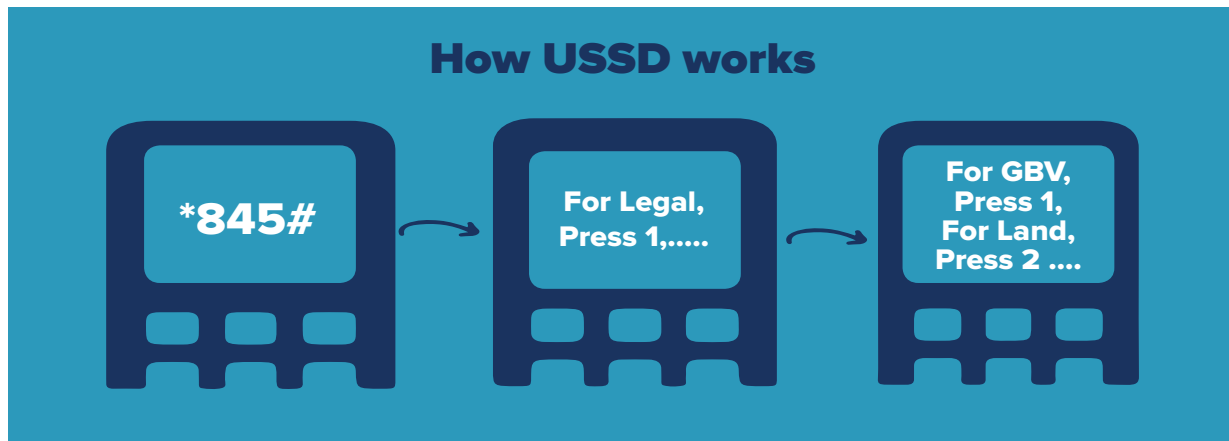 How USSD works
*845#
For Legal,
Press 1,.....
For GBV,
Press 1,
For Land,
Press 2 ....